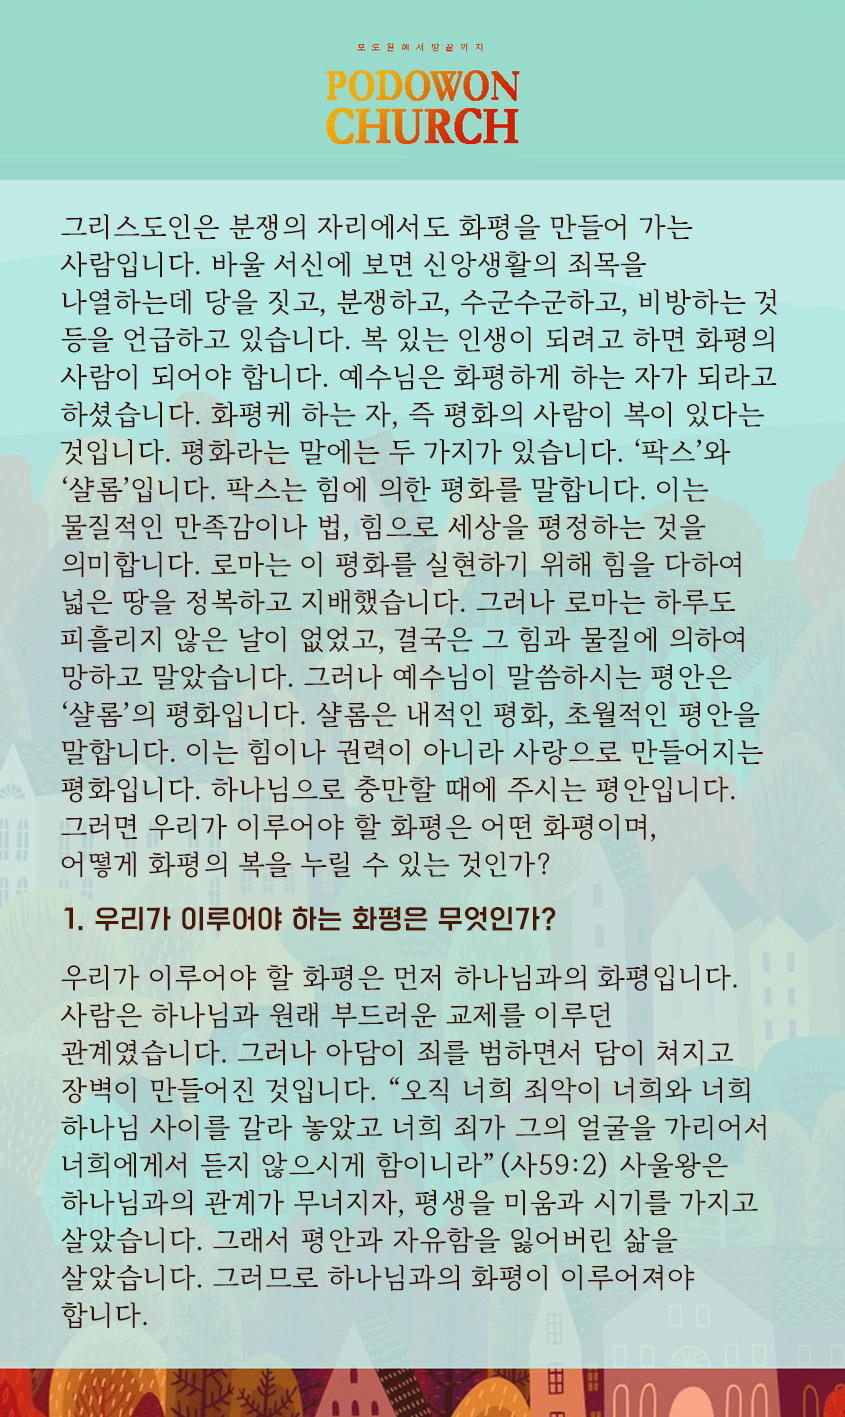 포도원에서땅끝까지
PODOWON
CHURCH
그리스도인은 분쟁의 자리에서도 화평을 만들어 가는
사람입니다. 바울 서신에 보면 신앙생활의 죄목을
나열하는데 당을 짓고, 분쟁하고, 수군수군하고, 비방하는 것
등을 언급하고 있습니다. 복 있는 인생이 되려고 하면 화평의
사람이 되어야 합니다. 예수님은 화평하게 하는 자가 되라고
하셨습니다. 화평케 하는 자, 즉 평화의 사람이 복이 있다는
것입니다. 평화라는 말에는 두 가지가 있습니다. ‘팍스’와
‘샬롬’입니다. 팍스는 힘에 의한 평화를 말합니다. 이는
물질적인 만족감이나 법, 힘으로 세상을 평정하는 것을
의미합니다. 로마는 이 평화를 실현하기 위해 힘을 다하여
넓은 땅을 정복하고 지배했습니다. 그러나 로마는 하루도
피흘리지 않은 날이 없었고, 결국은 그 힘과 물질에 의하여
망하고 말았습니다. 그러나 예수님이 말씀하시는 평안은
‘샬롬’의 평화입니다. 샬롬은 내적인 평화, 초월적인 평안을
말합니다. 이는 힘이나 권력이 아니라 사랑으로 만들어지는
평화입니다. 하나님으로 충만할 때에 주시는 평안입니다.
그러면 우리가 이루어야 할 화평은 어떤 화평이며,
어떻게 화평의 복을 누릴 수 있는 것인가?
1. 우리가 이루어야 하는 화평은 무엇인가?
우리가 이루어야 할 화평은 먼저 하나님과의 화평입니다.
사람은 하나님과 원래 부드러운 교제를 이루던
관계였습니다. 그러나 아담이 죄를 범하면서 담이 쳐지고
장벽이 만들어진 것입니다. “오직 너희 죄악이 너희와 너희
하나님 사이를 갈라 놓았고 너희 죄가 그의 얼굴을 가리어서
너희에게서 듣지 않으시게 함이니라”(사59:2) 사울왕은
하나님과의 관계가 무너지자, 평생을 미움과 시기를 가지고
살았습니다. 그래서 평안과 자유함을 잃어버린 삶을
살았습니다. 그러므로 하나님과의 화평이 이루어져야
합니다.